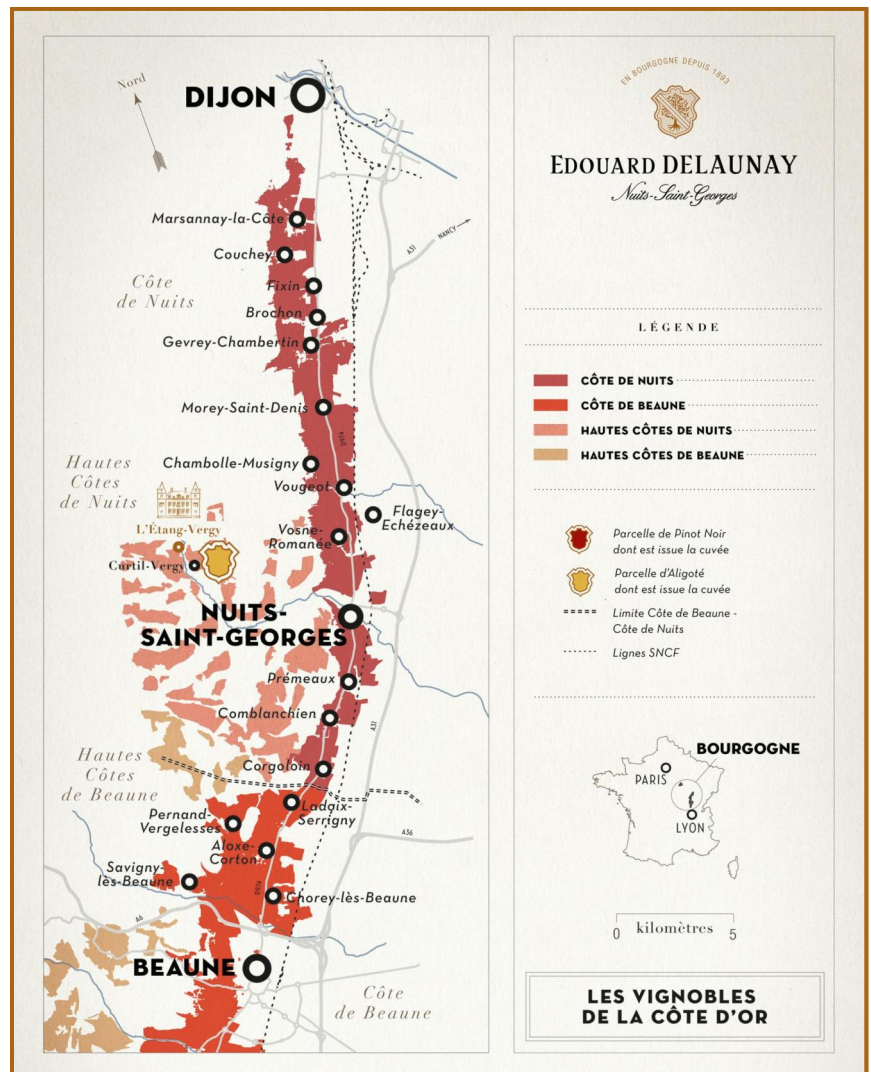 Nord
DIJON
Marsannay-la-Côte
Couchey
Côte
de Nuits
Fixin
Brochon
Gevrey-Chambertin
Morey-Saint-Denis
D974
Chambolle-Musigny
Hautes
Côtes
de Nuits
Vougeot
Flagey-
Echézeaux
L'Étang-Vergy
Vosne-
Romanée
Curtil-Vergy
NUITS-
SAINT-GEORGES
Prémeaux
Comblanchien
A31
Hautes
Côtes
de Beaune
Corgoloin
Ladoix-
Serrigny
Pernand-
Vergelesses
A36
Aloxe-
Corton
Savigny-
lès-Beaune
D974
Chorey-lès-Beaune
A6
BEAUNE
Côte
de Beaune
A31
NANCY
EN BOURGOGNE DEPUIS 1893
EDOUARD DELAUNAY
Nuits-Saint-Georges
LÉGENDE
CÔTE DE NUITS
CÔTE DE BEAUNE
HAUTES CÔTES DE NUITS
HAUTES CÔTES DE BEAUNE
Parcelle de Pinot Noir
dont est issue la cuvée
Parcelle d'Aligoté
dont est issue la cuvée
Limite Côte de Beaune -
Côte de Nuits
Lignes SNCF
BOURGOGNE
PARIS
LYON
0 kilomètres 5
LES VIGNOBLES
DE LA CÔTE D'OR